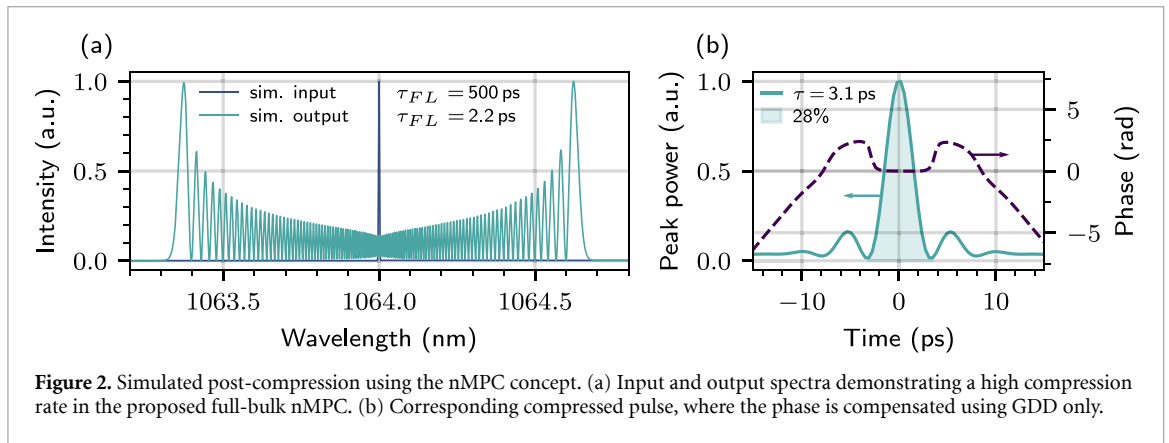 (a)
Intensity (a.u.)
1.0
0.5
0.0
sim. input τ_FL = 500 ps
sim. output τ_FL = 2.2 ps
1063.5 1064.0 1064.5
Wavelength (nm)
(b)
Peak power (a.u.)
1.0
0.5
0.0
τ = 3.1 ps
28%
5
0
−5
Phase (rad)
−10 0 10
Time (ps)
Figure 2. Simulated post-compression using the nMPC concept. (a) Input and output spectra demonstrating a high compression
rate in the proposed full-bulk nMPC. (b) Corresponding compressed pulse, where the phase is compensated using GDD only.